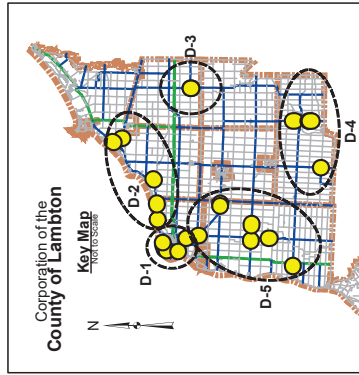 Corporation of the
County of Lambton
Key Map
Not to Scale
N
D-1
D-2
D-3
D-4
D-5